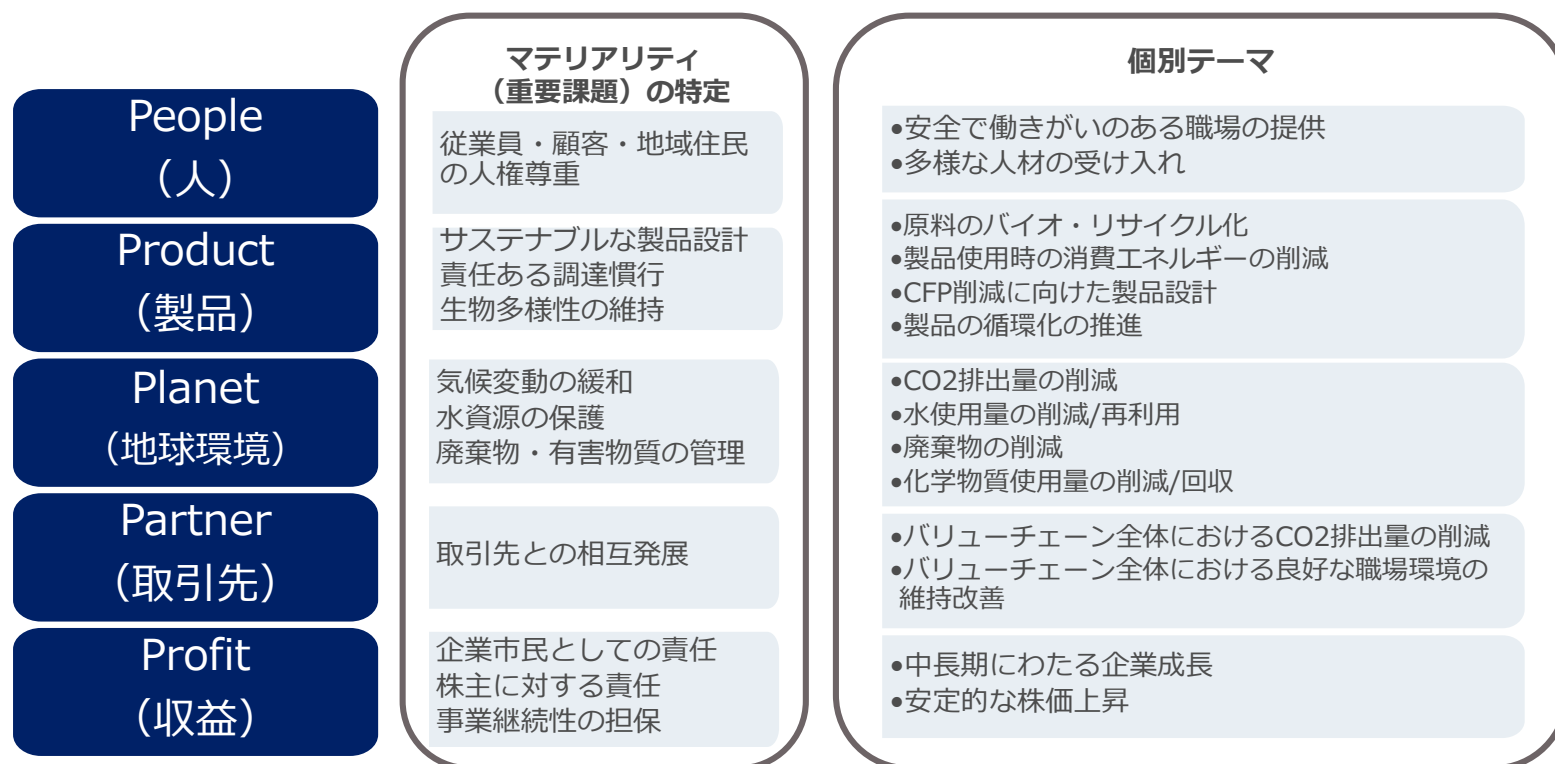 マテリアリティ
（重要課題）の特定
個別テーマ
People
（人）
従業員・顧客・地域住民
の人権尊重
•安全で働きがいのある職場の提供
•多様な人材の受け入れ
Product
（製品）
サステナブルな製品設計
責任ある調達慣行
生物多様性の維持
•原料のバイオ・リサイクル化
•製品使用時の消費エネルギーの削減
•CFP削減に向けた製品設計
•製品の循環化の推進
Planet
（地球環境）
気候変動の緩和
水資源の保護
廃棄物・有害物質の管理
•CO2排出量の削減
•水使用量の削減/再利用
•廃棄物の削減
•化学物質使用量の削減/回収
Partner
（取引先）
取引先との相互発展
•バリューチェーン全体におけるCO2排出量の削減
•バリューチェーン全体における良好な職場環境の
維持改善
Profit
（収益）
企業市民としての責任
株主に対する責任
事業継続性の担保
•中長期にわたる企業成長
•安定的な株価上昇